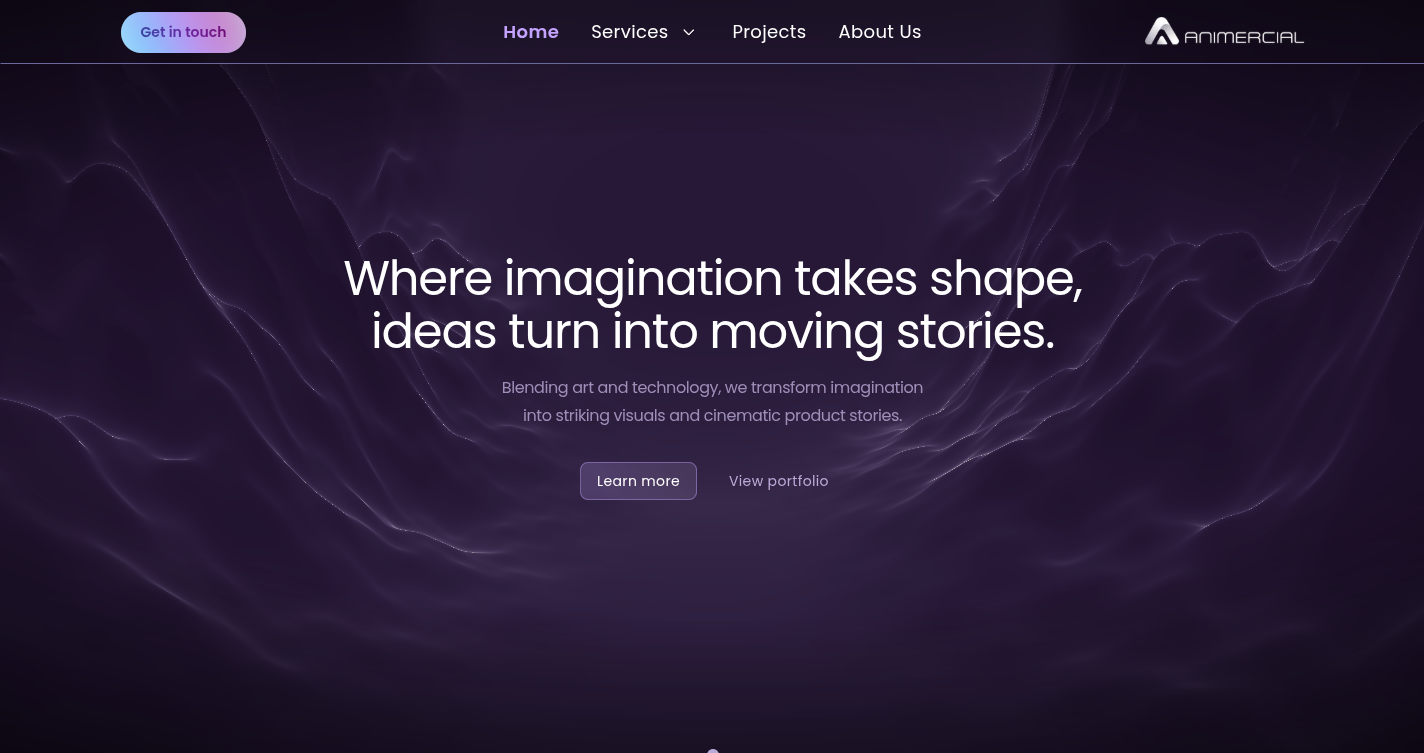 Get in touch
Home
Services
Projects
About Us
ANIMERCIAL
Where imagination takes shape,
ideas turn into moving stories.
Blending art and technology, we transform imagination
into striking visuals and cinematic product stories.
Learn more
View portfolio